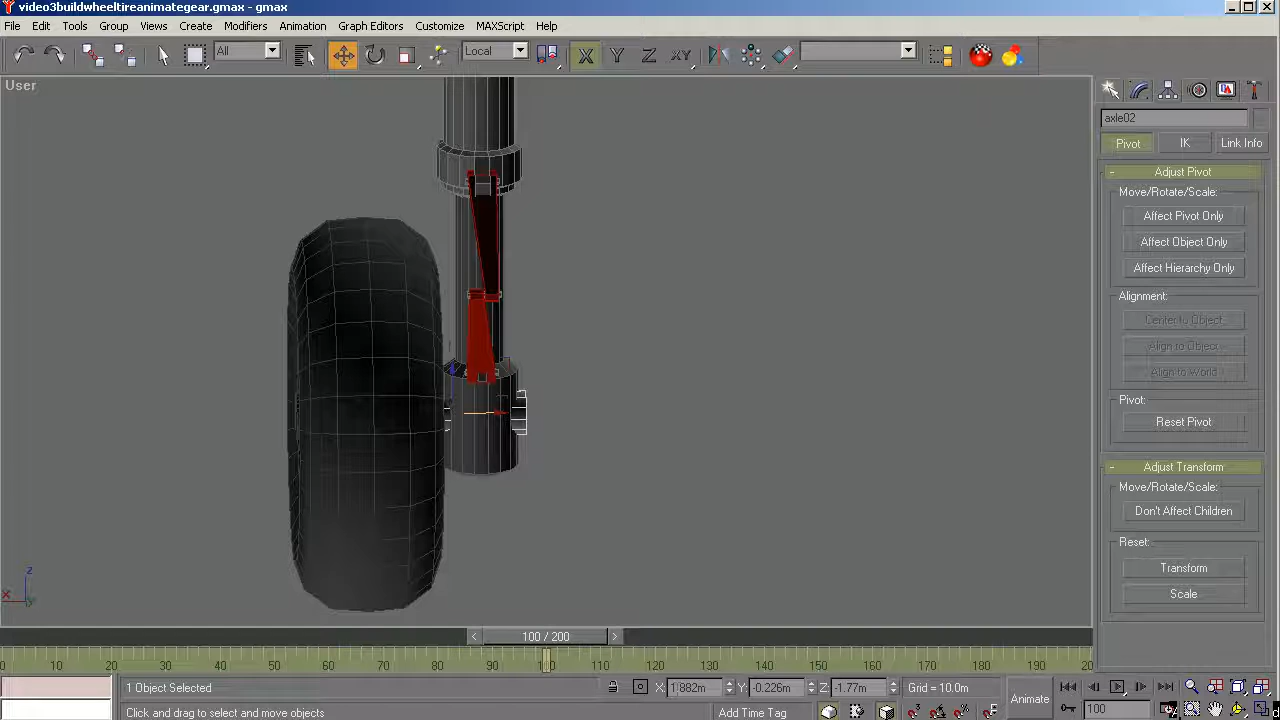 video3buildwheeltireanimategear.gmax - gmax
File Edit Tools Group Views Create Modifiers Animation Graph Editors Customize MAXScript Help
All Local X Y Z XY
User
axle02
Pivot IK Link Info
- Adjust Pivot
Move/Rotate/Scale:
Affect Pivot Only
Affect Object Only
Affect Hierarchy Only
Alignment:
Center to Object
Align to Object
Align to World
Pivot:
Reset Pivot
- Adjust Transform
Move/Rotate/Scale:
Don't Affect Children
Reset:
Transform
Scale
z
x
< 100 / 200 >
0 10 20 30 40 50 60 70 80 90 100 110 120 130 140 150 160 170 180 190 20
1 Object Selected X: 1.882m Y: -0.226m Z: -1.77m Grid = 10.0m Animate
Click and drag to select and move objects Add Time Tag 100